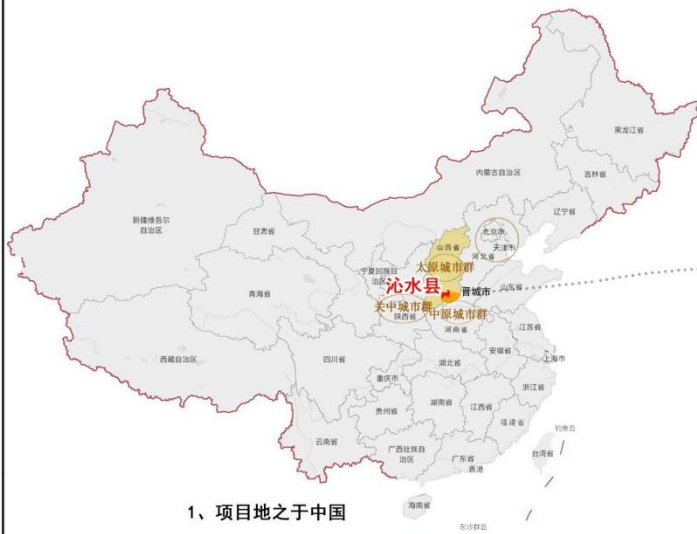 黑龙江省
内蒙古自治区
吉林省
新疆维吾尔
自治区
甘肃省
辽宁省
北京市
天津市
山西省
河北省
太原城市群
宁夏回族自
治区
沁水县
晋城市
山东省
青海省
关中城市群
中原城市群
陕西省
河南省
江苏省
西藏自治区
四川省
安徽省
上海市
湖北省
重庆市
浙江省
贵州省
湖南省
江西省
福建省
钓鱼岛
云南省
广西壮族自
治区
广东省
香港
台湾省
海南省
1、项目地之于中国
东沙群岛